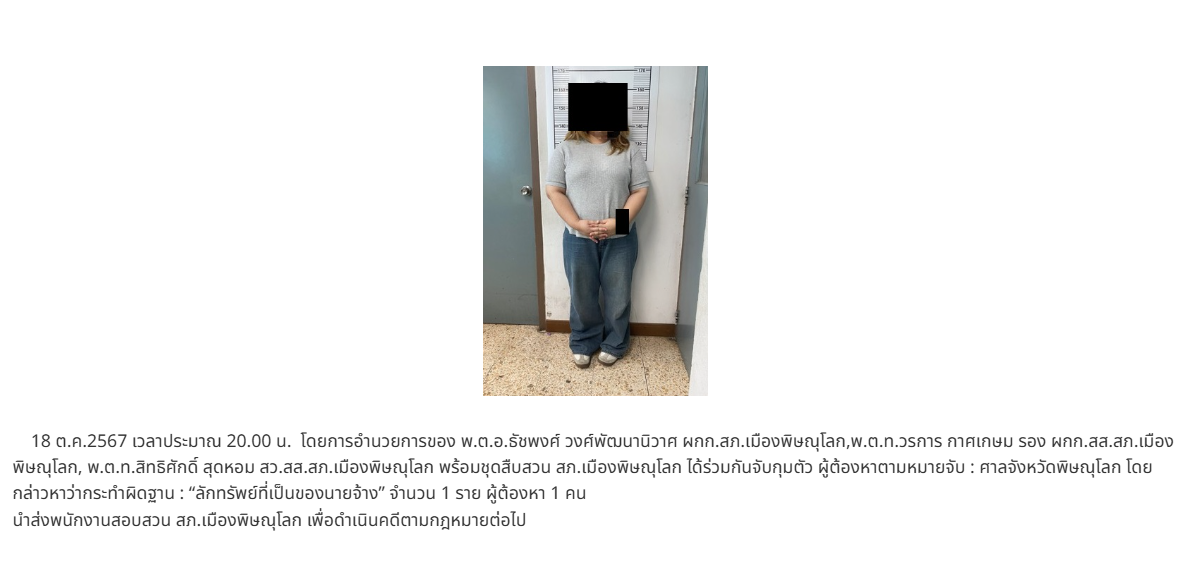 18 ต.ค.2567 เวลาประมาณ 20.00 น. โดยการอำนวยการของ พ.ต.อ.ธัชพงศ์ วงศ์พัฒนานิวาศ ผกก.สภ.เมืองพิษณุโลก,พ.ต.ท.วรการ กาศเกษม รอง ผกก.สส.สภ.เมือง
พิษณุโลก, พ.ต.ท.สิทธิศักดิ์ สุดหอม สว.สส.สภ.เมืองพิษณุโลก พร้อมชุดสืบสวน สภ.เมืองพิษณุโลก ได้ร่วมกันจับกุมตัว ผู้ต้องหาตามหมายจับ : ศาลจังหวัดพิษณุโลก โดย
กล่าวหาว่ากระทำผิดฐาน : “ลักทรัพย์ที่เป็นของนายจ้าง” จำนวน 1 ราย ผู้ต้องหา 1 คน
นำส่งพนักงานสอบสวน สภ.เมืองพิษณุโลก เพื่อดำเนินคดีตามกฎหมายต่อไป